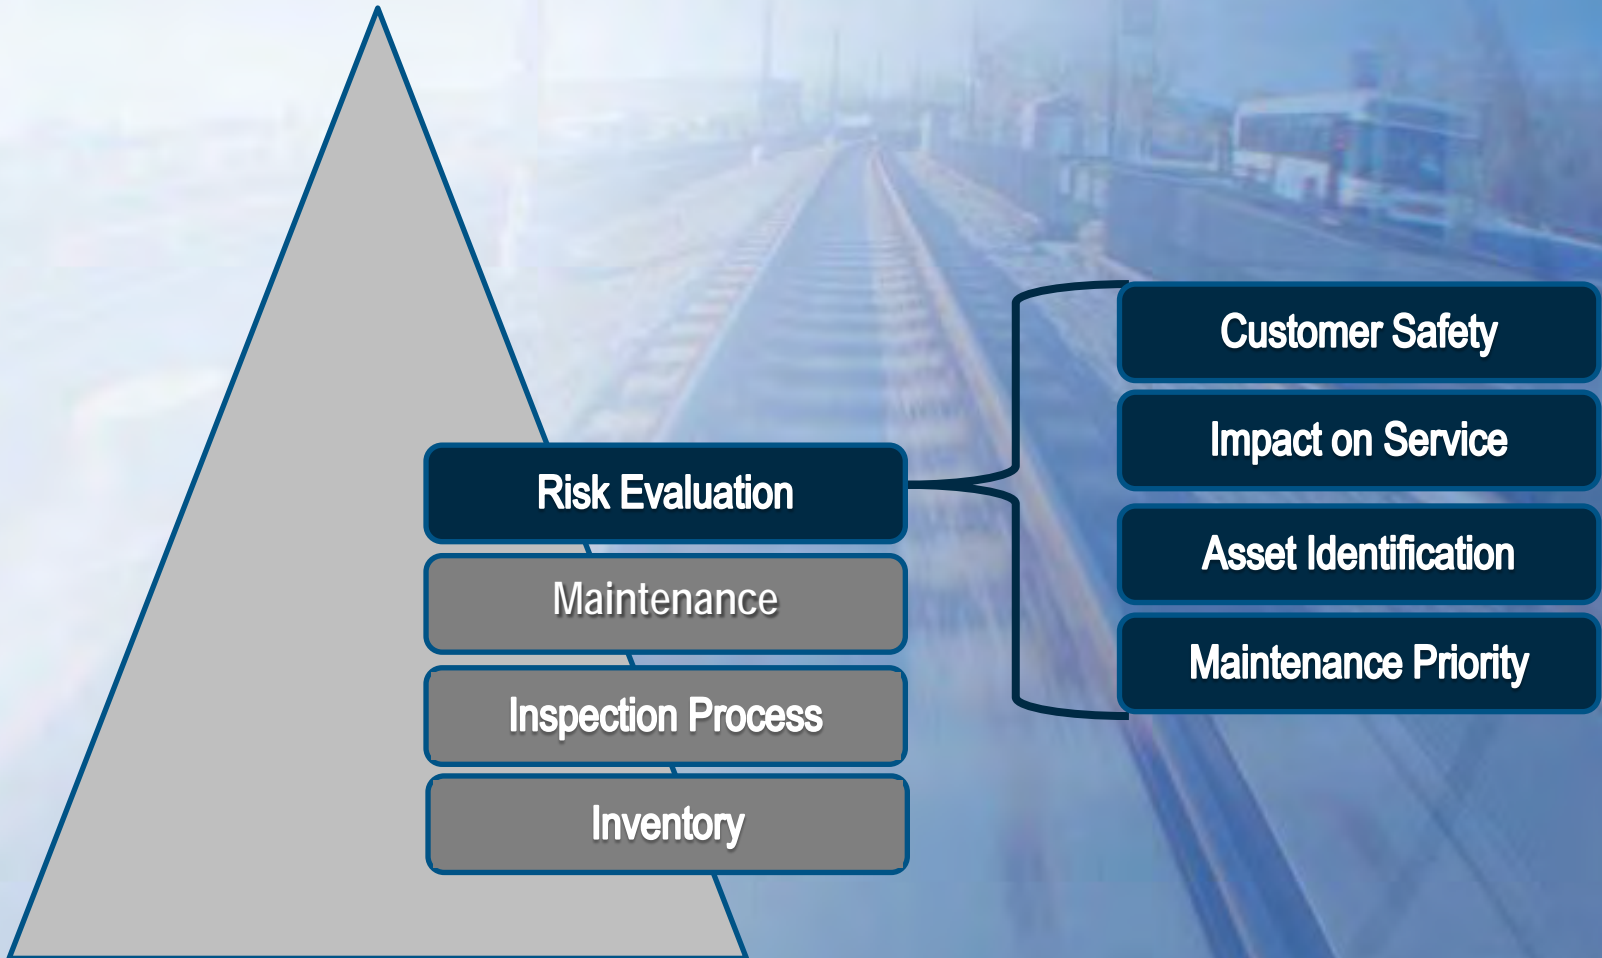 Risk Evaluation
Maintenance
Inspection Process
Inventory
Customer Safety
Impact on Service
Asset Identification
Maintenance Priority